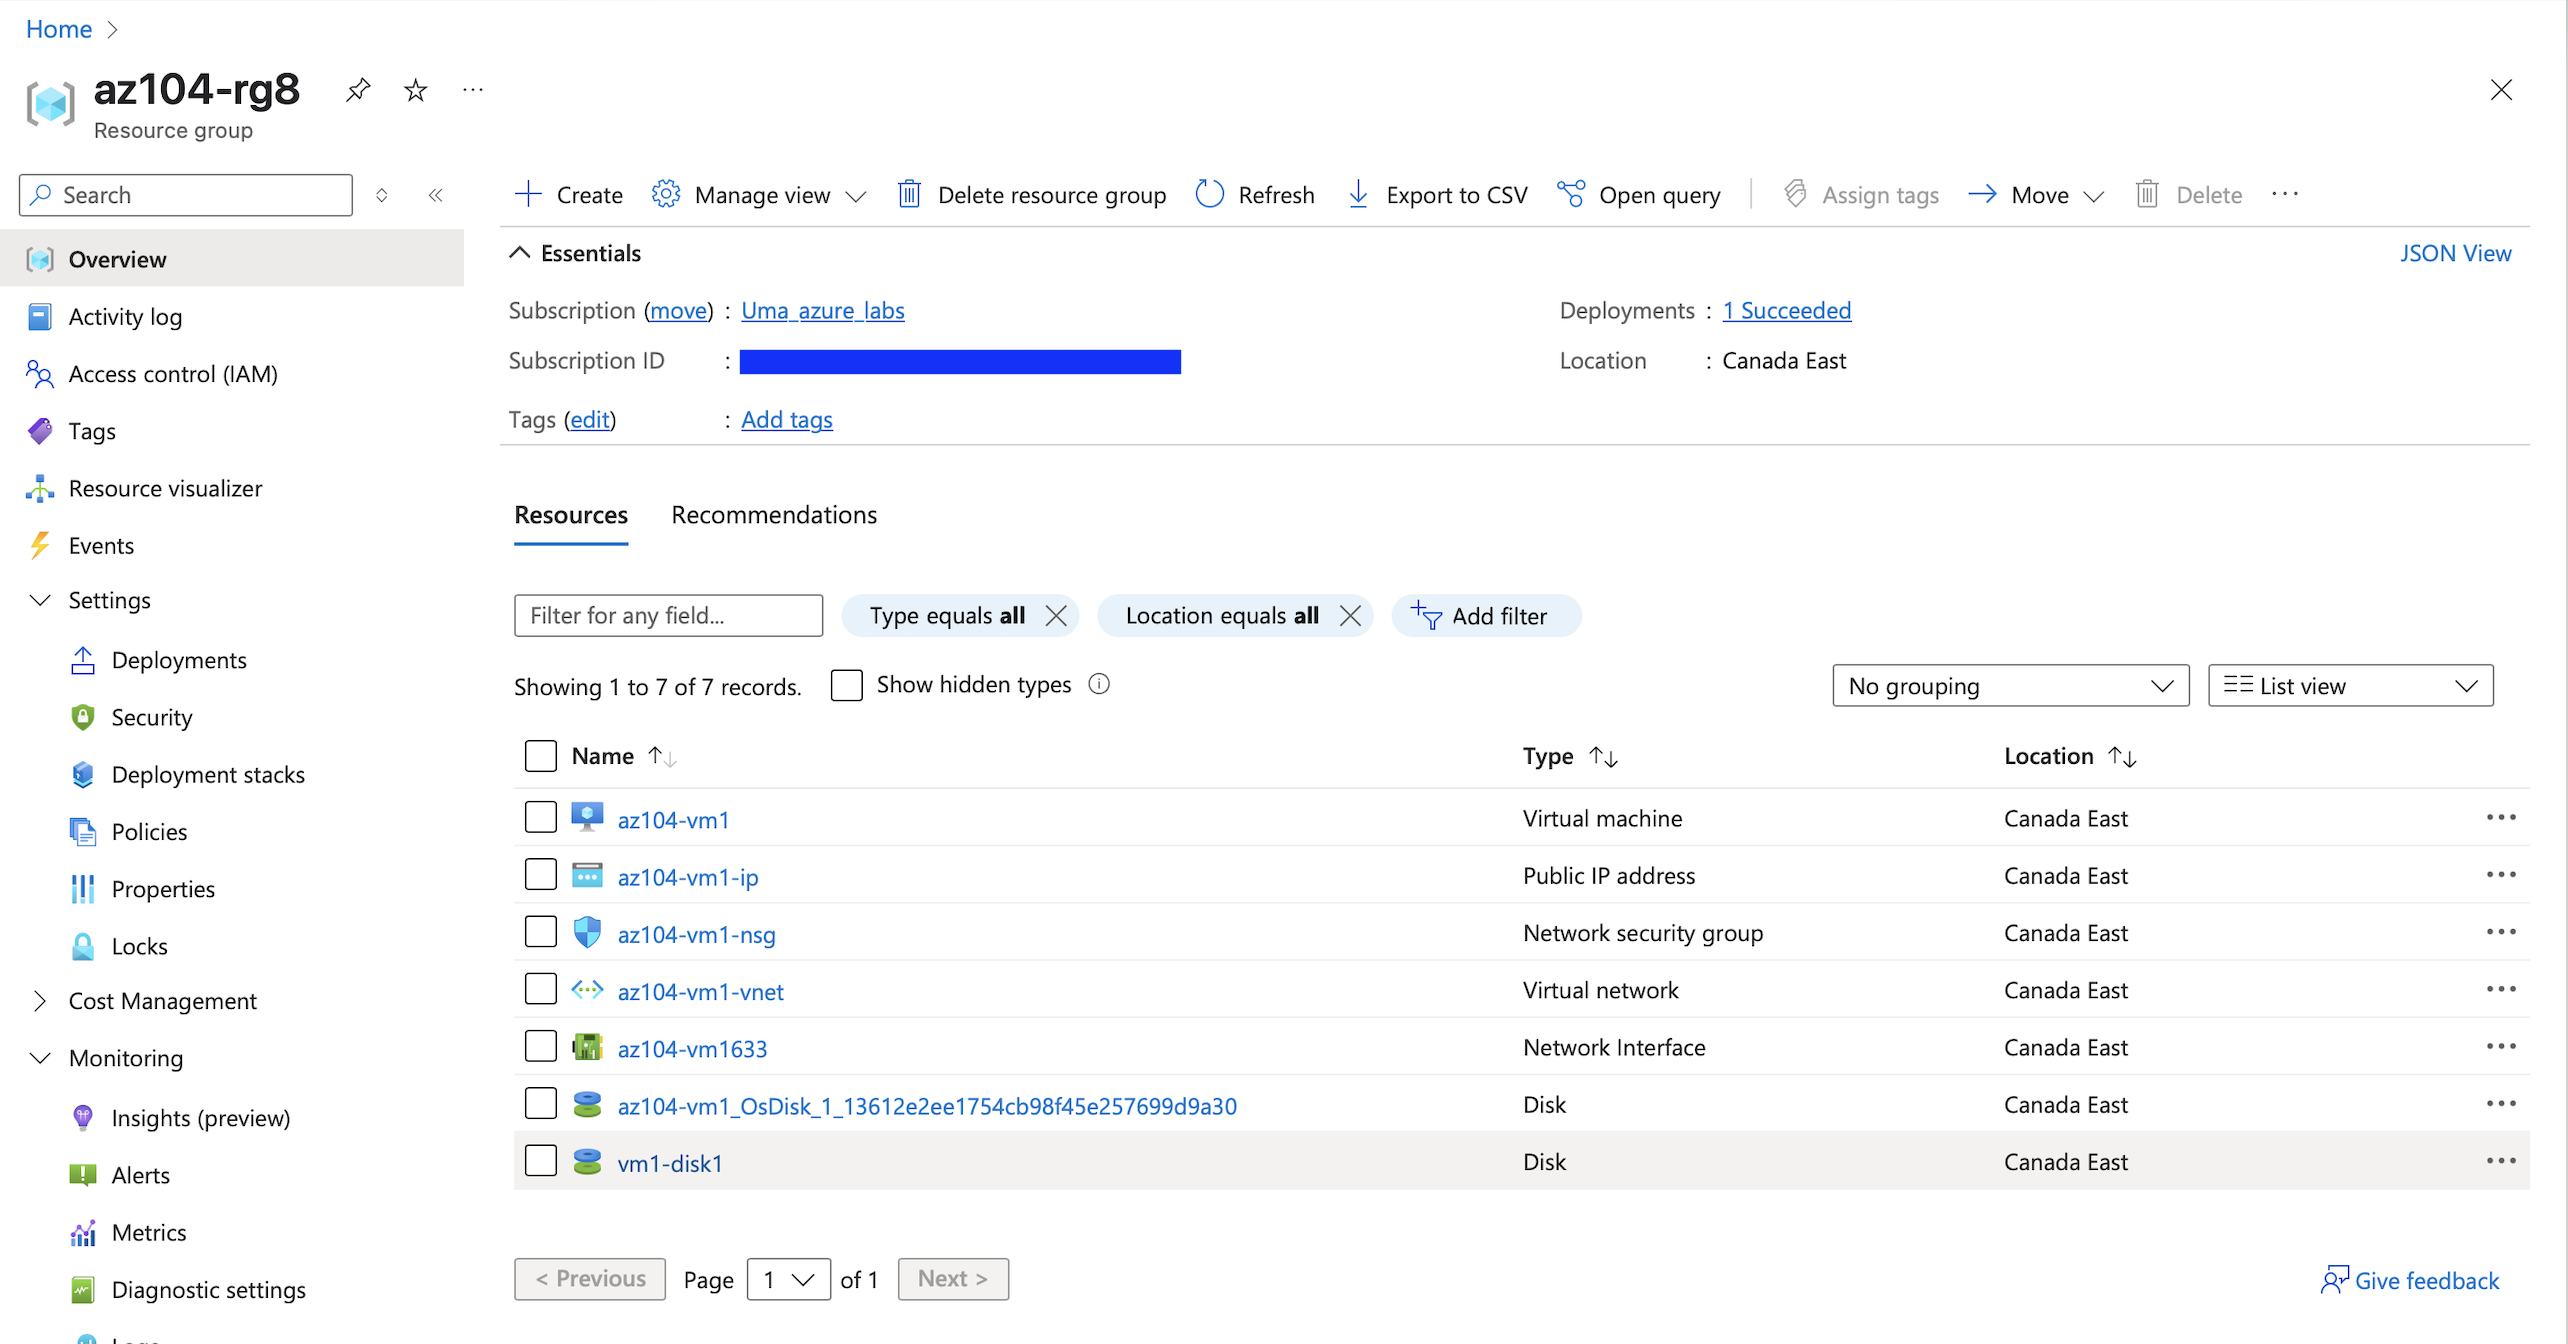 Home
az104-rg8
Resource group
Search
Create
Manage view
Delete resource group
Refresh
Export to CSV
Open query
Assign tags
Move
Delete
Overview
Activity log
Access control (IAM)
Tags
Resource visualizer
Events
Settings
Deployments
Security
Deployment stacks
Policies
Properties
Locks
Cost Management
Monitoring
Insights (preview)
Alerts
Metrics
Diagnostic settings
Essentials
JSON View
Subscription (move) : Uma_azure_labs
Deployments : 1 Succeeded
Subscription ID :
Location : Canada East
Tags (edit) : Add tags
Resources Recommendations
Filter for any field...
Type equals all
Location equals all
Add filter
Showing 1 to 7 of 7 records.
Show hidden types
No grouping
List view
Name Type Location
az104-vm1 Virtual machine Canada East
az104-vm1-ip Public IP address Canada East
az104-vm1-nsg Network security group Canada East
az104-vm1-vnet Virtual network Canada East
az104-vm1633 Network Interface Canada East
az104-vm1_OsDisk_1_13612e2ee1754cb98f45e257699d9a30 Disk Canada East
vm1-disk1 Disk Canada East
< Previous Page 1 of 1 Next >
Give feedback